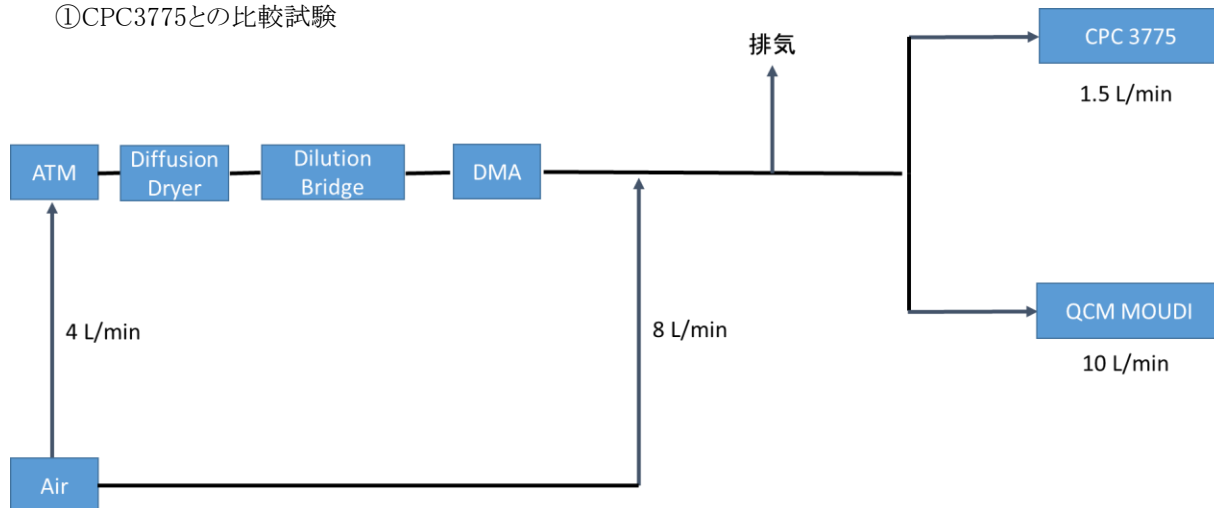 ①CPC3775との比較試験
排気
CPC 3775
1.5 L/min
ATM
Diffusion
Dryer
Dilution
Bridge
DMA
4 L/min
8 L/min
QCM MOUDI
10 L/min
Air